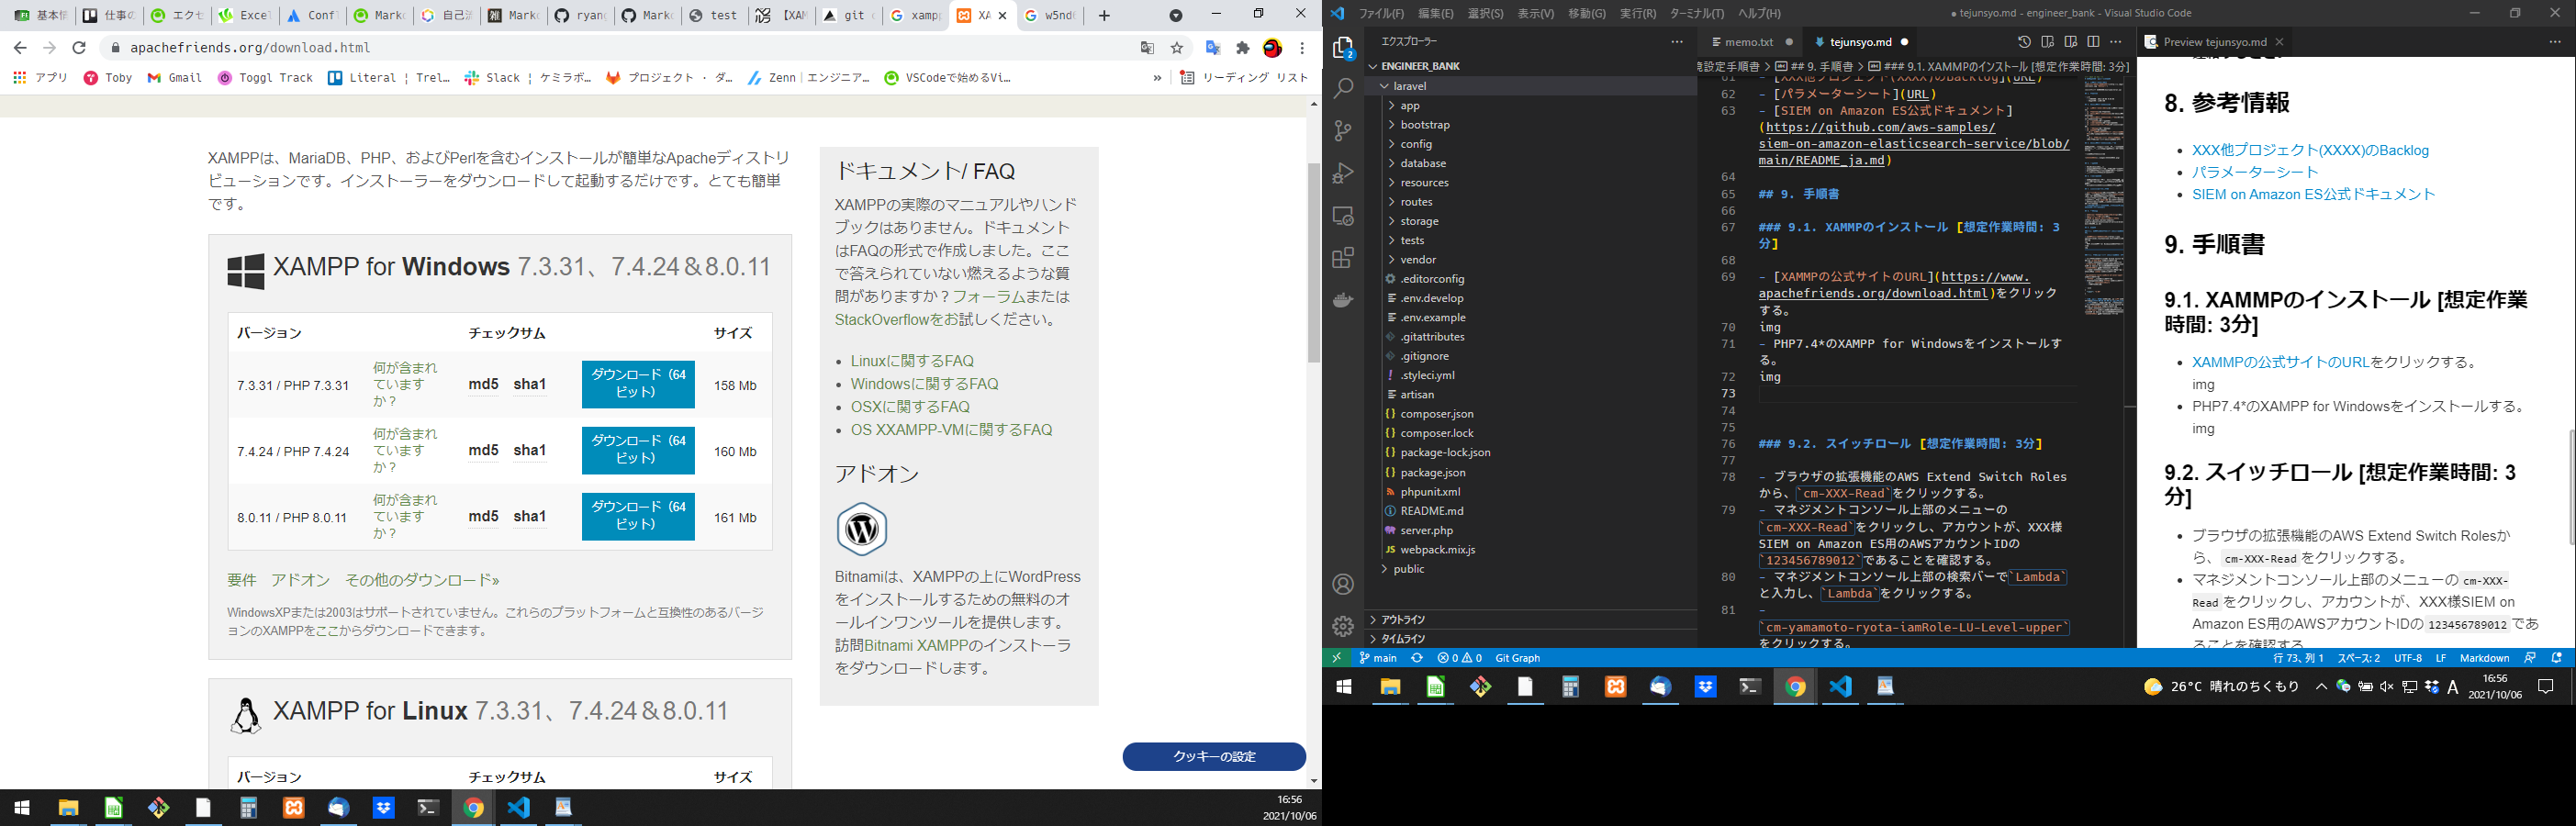 基本情
仕事の
エクセ
Excel
Conf
Mark
自己流
Mark
ryang
Mark
test
【XAM
git c
xamp
XA
w5nd
apachefriends.org/download.html
アプリ
Toby
Gmail
Toggl Track
Literal ¦ Trel…
Slack ¦ ケミラボ…
プロジェクト · ダ…
Zenn｜エンジニア…
VSCodeで始めるVi…
»
リーディング リスト
XAMPPは、MariaDB、PHP、およびPerlを含むインストールが簡単なApacheディストリ
ビューションです。インストーラーをダウンロードして起動するだけです。とても簡単
です。
XAMPP for Windows 7.3.31、7.4.24＆8.0.11
バージョン チェックサム サイズ
7.3.31 / PHP 7.3.31 何が含まれ md5 sha1 ダウンロード（64 158 Mb
ています ビット）
か？
7.4.24 / PHP 7.4.24 何が含まれ md5 sha1 ダウンロード（64 160 Mb
ています ビット）
か？
8.0.11 / PHP 8.0.11 何が含まれ md5 sha1 ダウンロード（64 161 Mb
ています ビット）
か？
要件 アドオン その他のダウンロード»
WindowsXPまたは2003はサポートされていません。これらのプラットフォームと互換性のあるバージ
ョンのXAMPPをここからダウンロードできます。
XAMPP for Linux 7.3.31、7.4.24＆8.0.11
バージョン チェックサム サイズ
ドキュメント/ FAQ
XAMPPの実際のマニュアルやハンド
ブックはありません。ドキュメント
はFAQの形式で作成しました。ここ
で答えられていない燃えるような質
問がありますか？フォーラムまたは
StackOverflowをお試しください。
• Linuxに関するFAQ
• Windowsに関するFAQ
• OSXに関するFAQ
• OS XXAMPP-VMに関するFAQ
アドオン
Bitnamiは、XAMPPの上にWordPress
をインストールするための無料のオ
ールインワンツールを提供します。
訪問Bitnami XAMPPのインストーラ
をダウンロードします。
クッキーの設定
16:56
2021/10/06
ファイル(F) 編集(E) 選択(S) 表示(V) 移動(G) 実行(R) ターミナル(T) ヘルプ(H)
● tejunsyo.md - engineer_bank - Visual Studio Code
エクスプローラー
2
ENGINEER_BANK
laravel
app
bootstrap
config
database
resources
routes
storage
tests
vendor
.editorconfig
.env.develop
.env.example
.gitattributes
.gitignore
.styleci.yml
artisan
composer.json
composer.lock
package-lock.json
package.json
phpunit.xml
README.md
server.php
webpack.mix.js
public
アウトライン
タイムライン
memo.txt
tejunsyo.md
境設定手順書 > ## 9. 手順書 > ### 9.1. XAMMPのインストール [想定作業時間: 3分]
61 - [XXX他プロジェクト(XXXX)のBacklog](URL)
62 - [パラメーターシート](URL)
63 - [SIEM on Amazon ES公式ドキュメント]
(https://github.com/aws-samples/
siem-on-amazon-elasticsearch-service/blob/
main/README_ja.md)
64
65 ## 9. 手順書
66
67 ### 9.1. XAMMPのインストール [想定作業時間: 3
分]
68
69 - [XAMMPの公式サイトのURL](https://www.
apachefriends.org/download.html)をクリック
する。
70 img
71 - PHP7.4*のXAMPP for Windowsをインストールす
る。
72 img
73
74
75
76 ### 9.2. スイッチロール [想定作業時間: 3分]
77
78 - ブラウザの拡張機能のAWS Extend Switch Roles
から、`cm-XXX-Read`をクリックする。
79 - マネジメントコンソール上部のメニューの
`cm-XXX-Read`をクリックし、アカウントが、XXX様
SIEM on Amazon ES用のAWSアカウントIDの
`123456789012`であることを確認する。
80 - マネジメントコンソール上部の検索バーで`Lambda`
と入力し、`Lambda`をクリックする。
81 -
`cm-yamamoto-ryota-iamRole-LU-Level-upper`
をクリックする。
Preview tejunsyo.md
8. 参考情報
• XXX他プロジェクト(XXXX)のBacklog
• パラメーターシート
• SIEM on Amazon ES公式ドキュメント
9. 手順書
9.1. XAMMPのインストール [想定作業
時間: 3分]
• XAMMPの公式サイトのURLをクリックする。
img
• PHP7.4*のXAMPP for Windowsをインストールする。
img
9.2. スイッチロール [想定作業時間: 3
分]
• ブラウザの拡張機能のAWS Extend Switch Rolesか
ら、cm-XXX-Readをクリックする。
• マネジメントコンソール上部のメニューのcm-XXX-
Readをクリックし、アカウントが、XXX様SIEM on
Amazon ES用のAWSアカウントIDの123456789012であ
ることを確認する
main
0 0
Git Graph
行 73、列 1 スペース: 2 UTF-8 LF Markdown
26°C 晴れのちくもり
A
16:56
2021/10/06